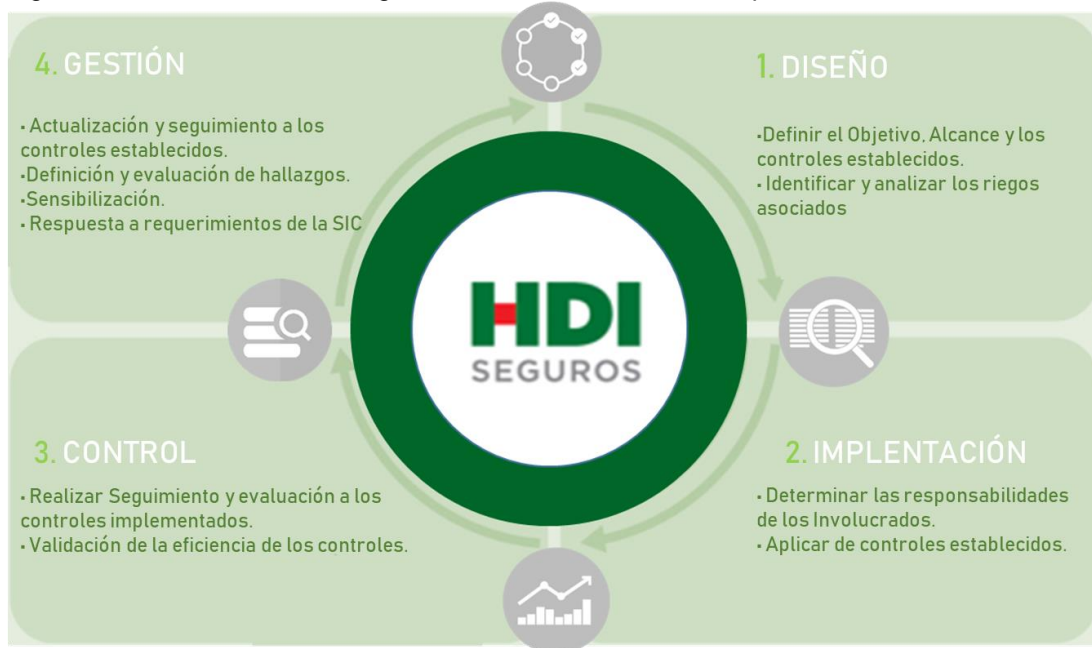 4. GESTIÓN
• Actualización y seguimiento a los
controles establecidos.
•Definición y evaluación de hallazgos.
•Sensibilización.
• Respuesta a requerimientos de la SIC
1. DISEÑO
•Definir el Objetivo, Alcance y los
controles establecidos.
• Identificar y analizar los riegos
asociados
HDI
SEGUROS
3. CONTROL
• Realizar Seguimiento y evaluación a los
controles implementados.
• Validación de la eficiencia de los controles.
2. IMPLENTACIÓN
• Determinar las responsabilidades
de los Involucrados.
• Aplicar de controles establecidos.